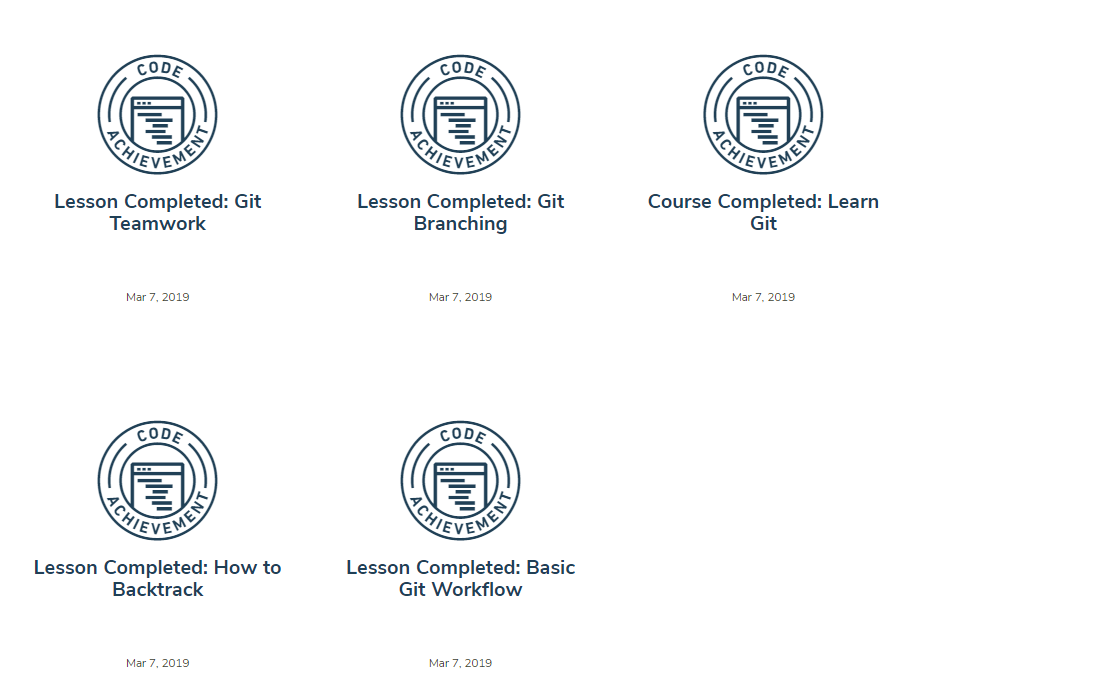 CODE ACHIEVEMENT
CODE ACHIEVEMENT
CODE ACHIEVEMENT
Lesson Completed: Git
Teamwork
Lesson Completed: Git
Branching
Course Completed: Learn
Git
Mar 7, 2019
Mar 7, 2019
Mar 7, 2019
CODE ACHIEVEMENT
CODE ACHIEVEMENT
Lesson Completed: How to
Backtrack
Lesson Completed: Basic
Git Workflow
Mar 7, 2019
Mar 7, 2019